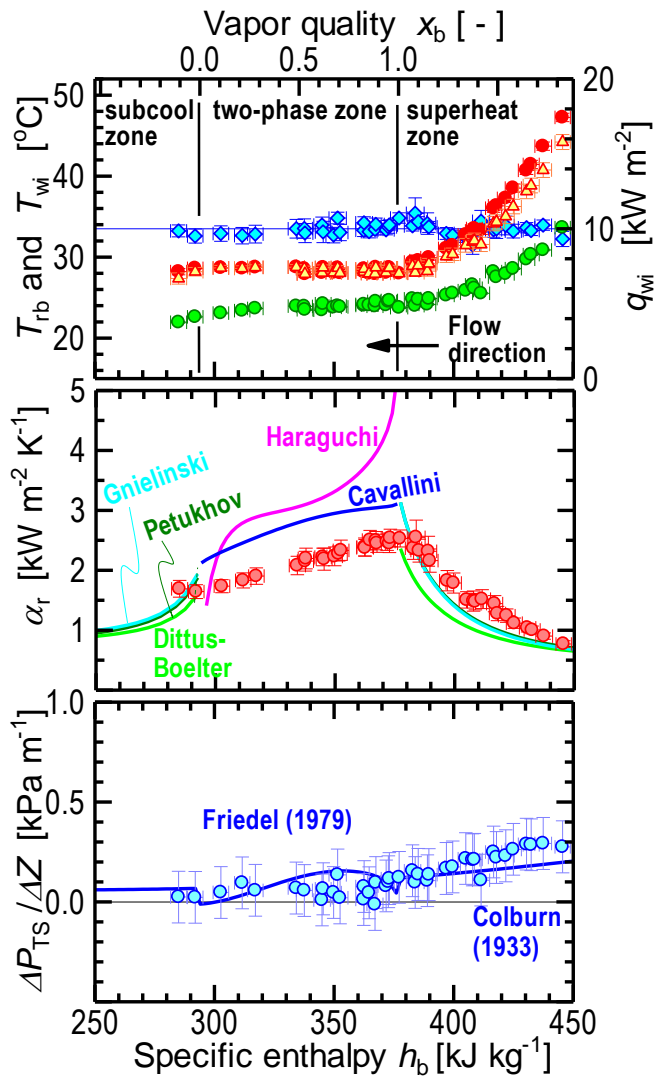 Vapor quality x_b [ - ]
0.0 0.5 1.0
50 40 30 20
T_rb and T_wi [°C]
subcool zone
two-phase zone
superheat zone
Flow direction
20 10 0
q_wi [kW m⁻²]
5 4 3 2 1 0
α_r [kW m⁻² K⁻¹]
Haraguchi
Gnielinski
Cavallini
Petukhov
Dittus-
Boelter
1.0 0.5 0.0
ΔP_TS /ΔZ [kPa m⁻¹]
Friedel (1979)
Colburn
(1933)
250 300 350 400 450
Specific enthalpy h_b [kJ kg⁻¹]